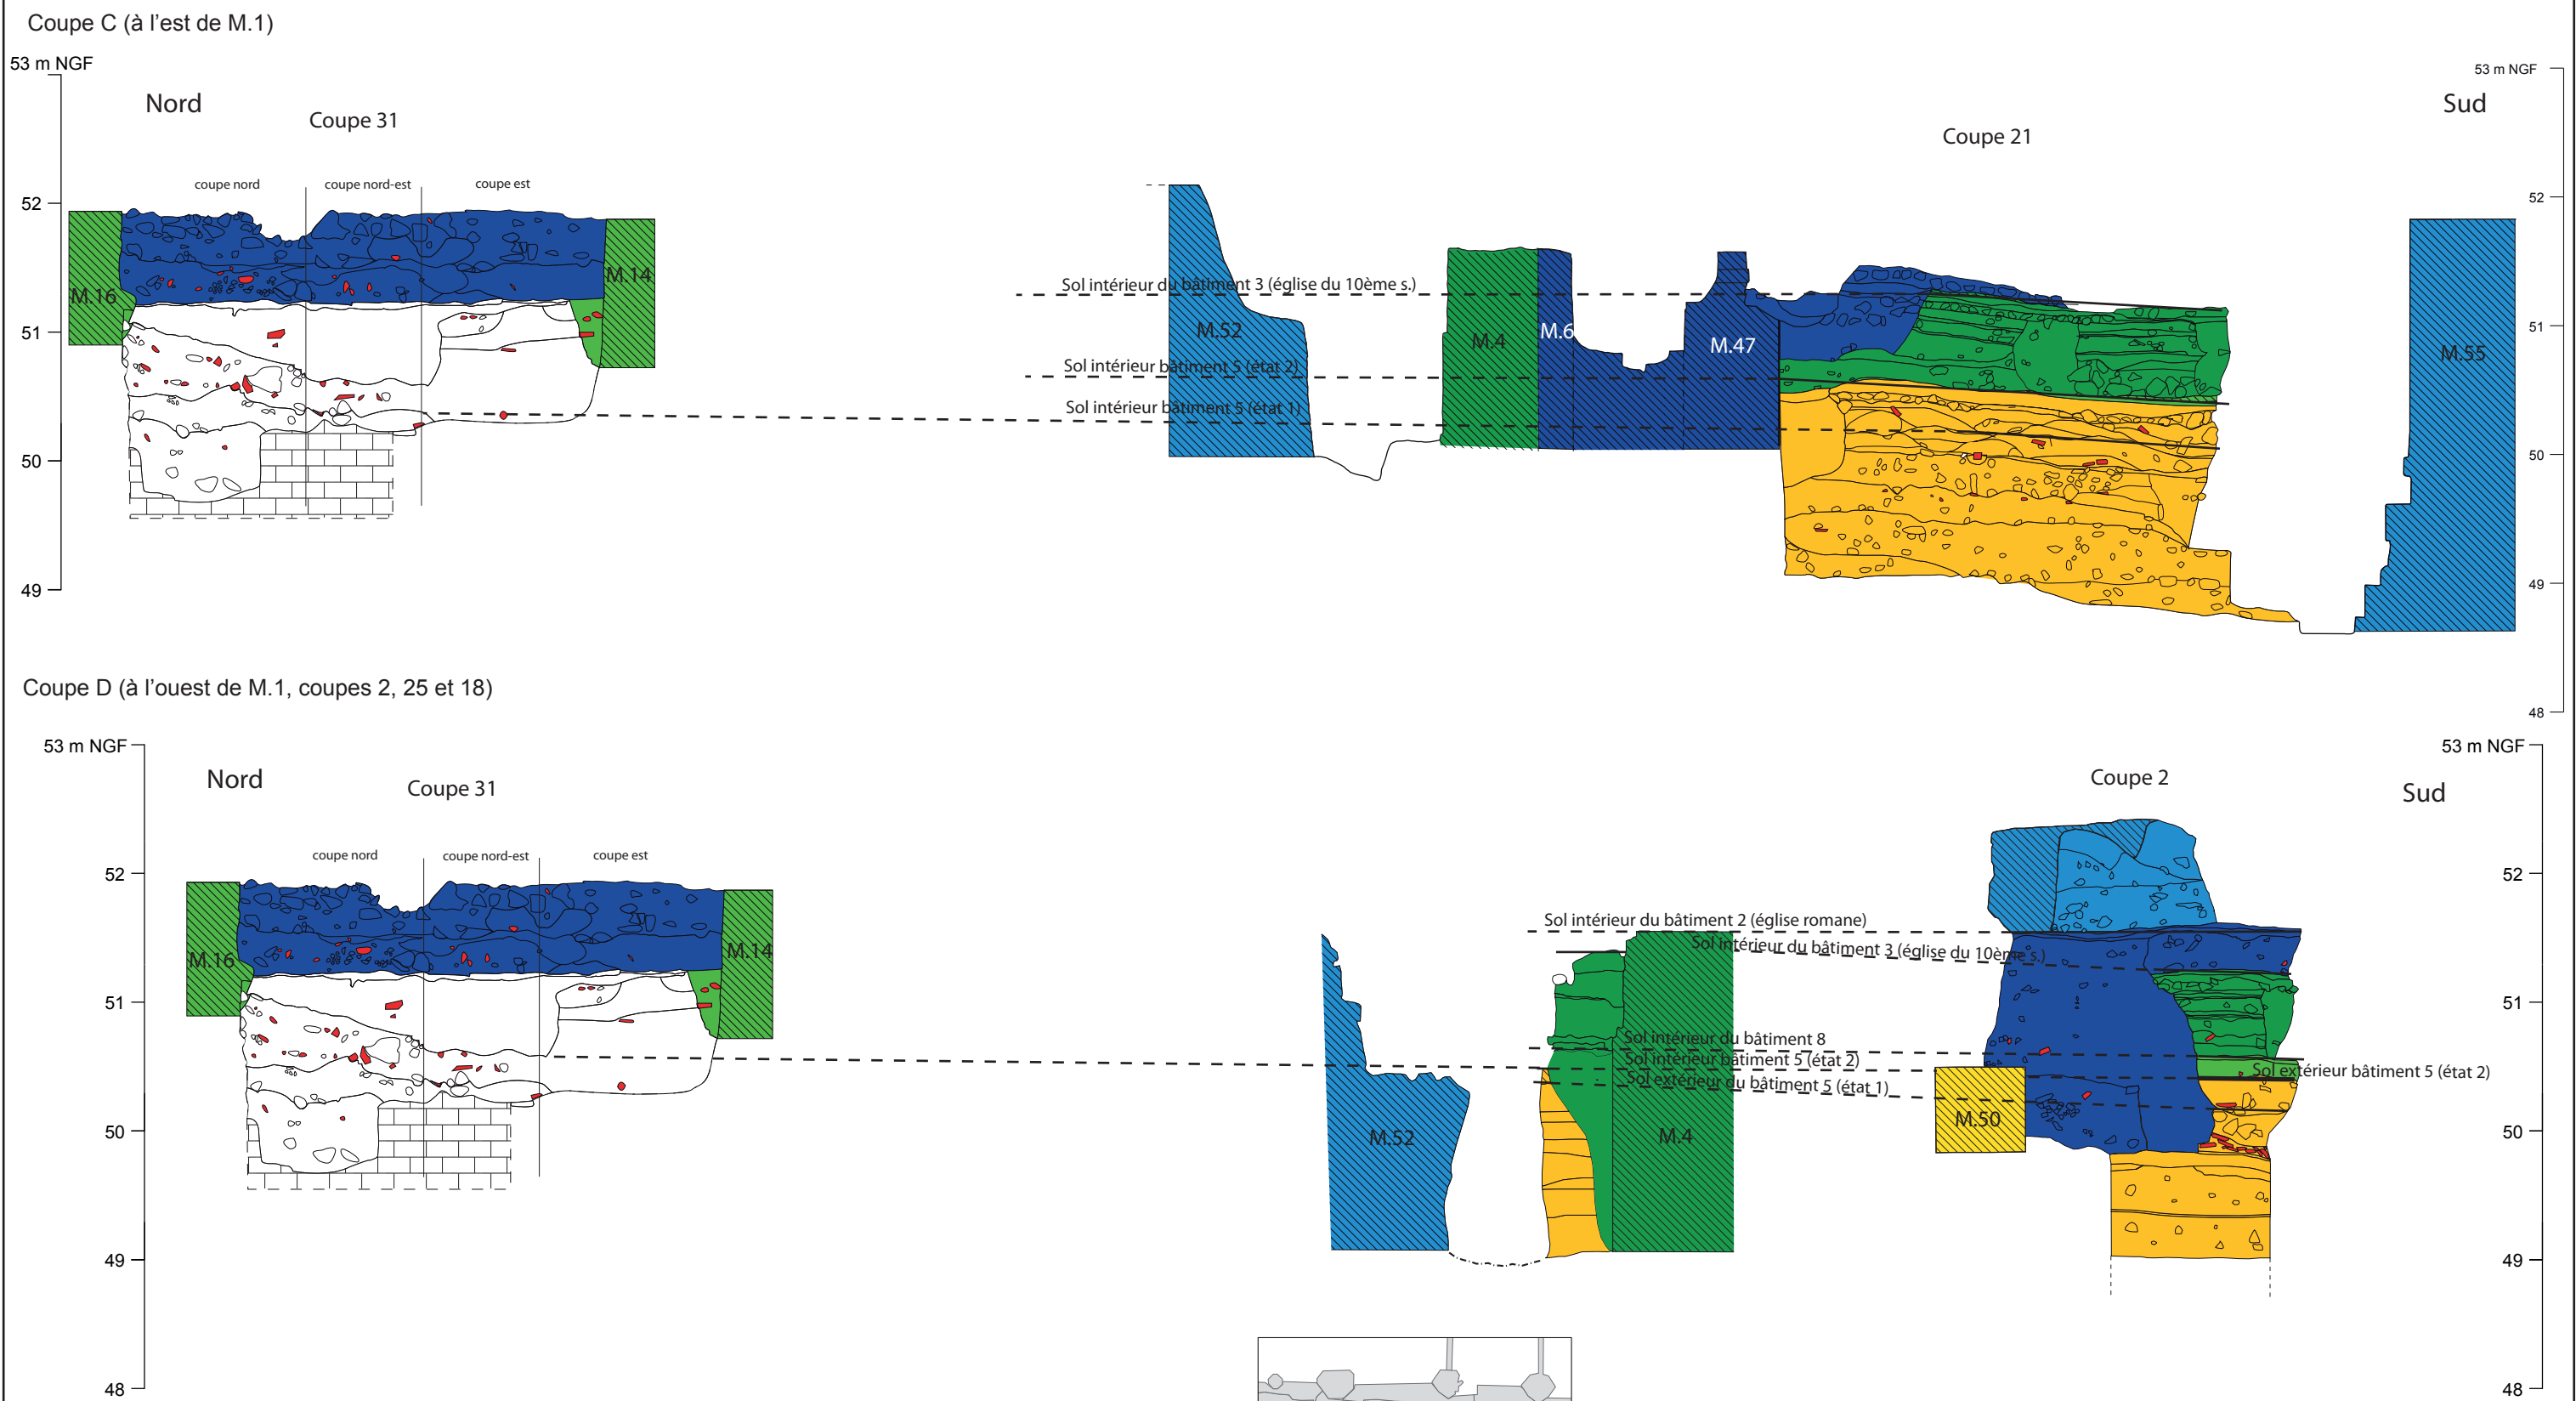 Coupe C (à l’est de M.1)
53 m NGF
53 m NGF
Nord
Sud
Coupe 31
Coupe 21
coupe nord
coupe nord-est
coupe est
52
52
M.14
Sol intérieur du bâtiment 3 (église du 10ème s.)
M.16
51
M.52
M.4
M.6
M.47
51
M.55
Sol intérieur bâtiment 5 (état 2)
Sol intérieur bâtiment 5 (état 1)
50
50
49
49
48
Coupe D (à l’ouest de M.1, coupes 2, 25 et 18)
53 m NGF
53 m NGF
Nord
Coupe 31
Coupe 2
Sud
coupe nord
coupe nord-est
coupe est
52
52
Sol intérieur du bâtiment 2 (église romane)
Sol intérieur du bâtiment 3 (église du 10ème s.)
M.16
M.14
51
51
Sol intérieur du bâtiment 8
Sol intérieur bâtiment 5 (état 2)
Sol extérieur bâtiment 5 (état 2)
Sol extérieur du bâtiment 5 (état 1)
50
M.52
M.4
M.50
50
49
49
48
48